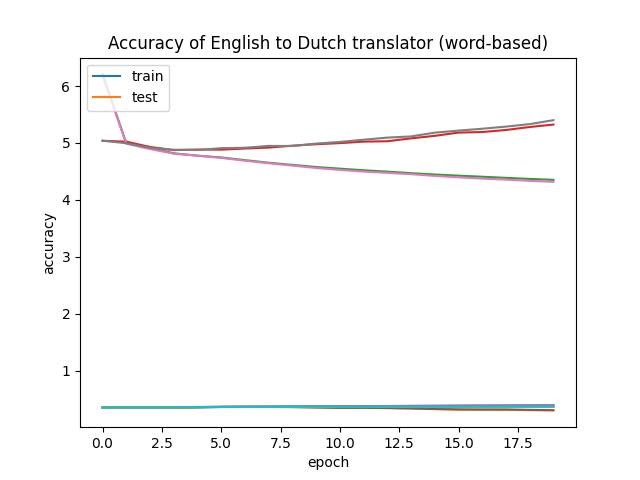 Accuracy of English to Dutch translator (word-based)
train
test
6
5
4
3
2
1
accuracy
0.0 2.5 5.0 7.5 10.0 12.5 15.0 17.5
epoch